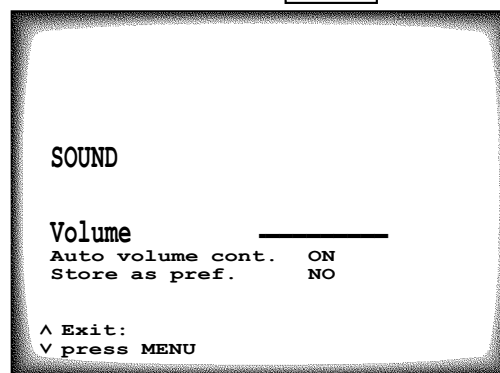 SOUND
Volume
Auto volume cont. ON
Store as pref. NO
^ Exit:
v press MENU